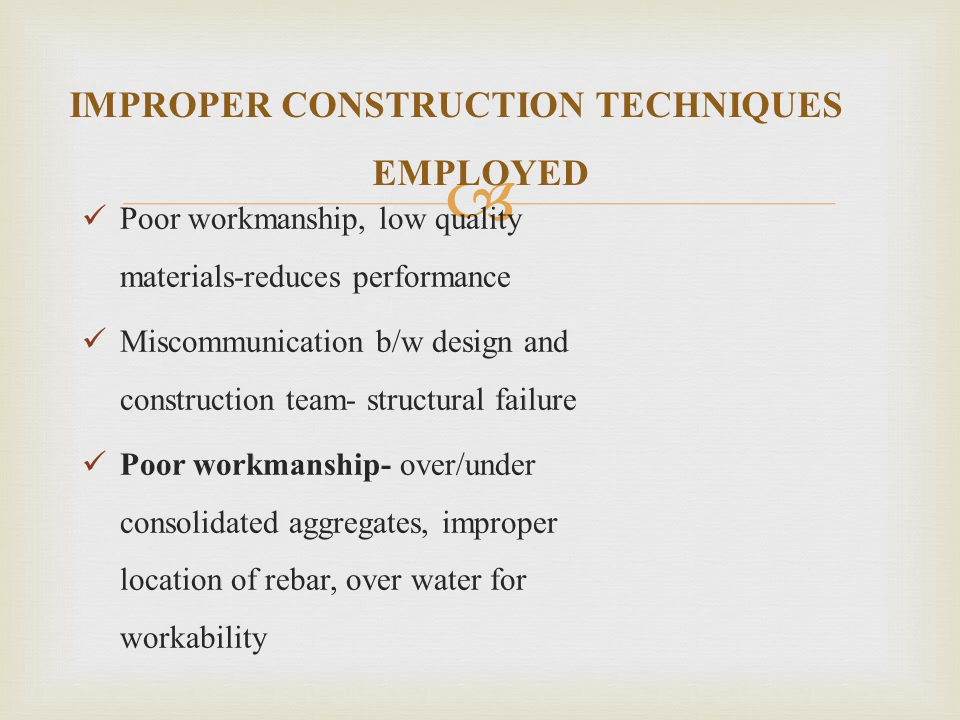 IMPROPER CONSTRUCTION TECHNIQUES
EMPLOYED
✓ Poor workmanship, low quality
materials-reduces performance
✓ Miscommunication b/w design and
construction team- structural failure
✓ Poor workmanship- over/under
consolidated aggregates, improper
location of rebar, over water for
workability